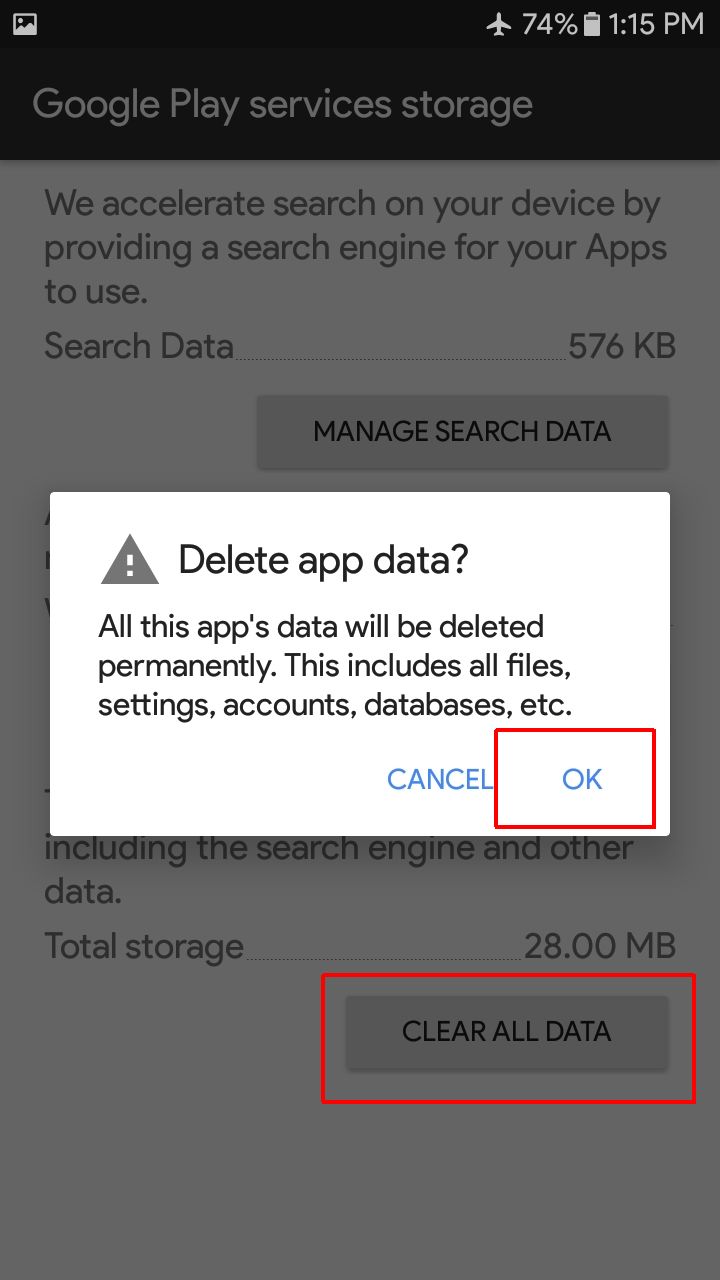 74% 1:15 PM
Google Play services storage
We accelerate search on your device by
providing a search engine for your Apps
to use.
Search Data 576 KB
MANAGE SEARCH DATA
Delete app data?
All this app's data will be deleted
permanently. This includes all files,
settings, accounts, databases, etc.
CANCEL OK
including the search engine and other
data.
Total storage 28.00 MB
CLEAR ALL DATA